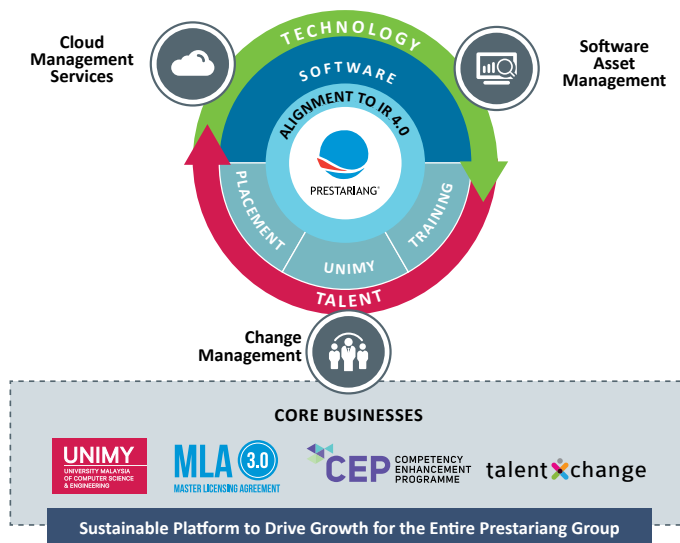 TECHNOLOGY
Cloud
Management
Services
Software
Asset
Management
SOFTWARE
ALIGNMENT TO IR 4.0
PRESTARIANG®
PLACEMENT
UNIMY
TRAINING
TALENT
Change
Management
CORE BUSINESSES
UNIMY
UNIVERSITY MALAYSIA
OF COMPUTER SCIENCE
& ENGINEERING
MLA 3.0
MASTER LICENSING AGREEMENT
CEP
COMPETENCY
ENHANCEMENT
PROGRAMME
talentXchange
Sustainable Platform to Drive Growth for the Entire Prestariang Group